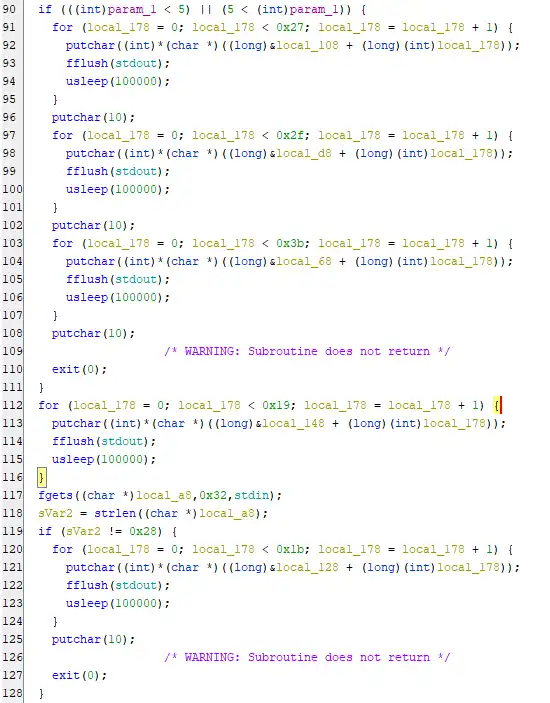 90 if (((int)param_1 < 5) || (5 < (int)param_1)) {
91 for (local_178 = 0; local_178 < 0x27; local_178 = local_178 + 1) {
92 putchar((int)*(char *)((long)&local_108 + (long)(int)local_178));
93 fflush(stdout);
94 usleep(100000);
95 }
96 putchar(10);
97 for (local_178 = 0; local_178 < 0x2f; local_178 = local_178 + 1) {
98 putchar((int)*(char *)((long)&local_d8 + (long)(int)local_178));
99 fflush(stdout);
100 usleep(100000);
101 }
102 putchar(10);
103 for (local_178 = 0; local_178 < 0x3b; local_178 = local_178 + 1) {
104 putchar((int)*(char *)((long)&local_68 + (long)(int)local_178));
105 fflush(stdout);
106 usleep(100000);
107 }
108 putchar(10);
109 /* WARNING: Subroutine does not return */
110 exit(0);
111 }
112 for (local_178 = 0; local_178 < 0x19; local_178 = local_178 + 1) {
113 putchar((int)*(char *)((long)&local_148 + (long)(int)local_178));
114 fflush(stdout);
115 usleep(100000);
116 }
117 fgets((char *)local_a8,0x32,stdin);
118 sVar2 = strlen((char *)local_a8);
119 if (sVar2 != 0x28) {
120 for (local_178 = 0; local_178 < 0x1b; local_178 = local_178 + 1) {
121 putchar((int)*(char *)((long)&local_128 + (long)(int)local_178));
122 fflush(stdout);
123 usleep(100000);
124 }
125 putchar(10);
126 /* WARNING: Subroutine does not return */
127 exit(0);
128 }